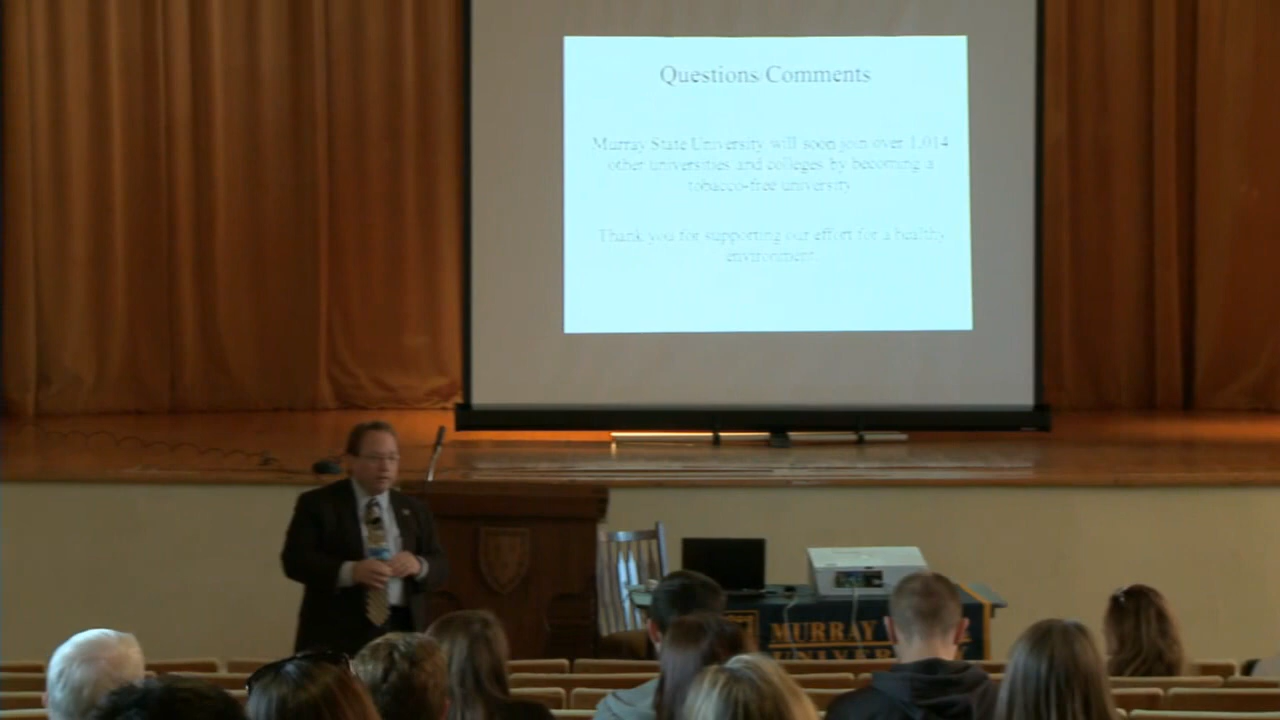 Questions/Comments
Murray State University will soon join over 1,014
other universities and colleges by becoming a
tobacco-free university
Thank you for supporting our effort for a healthy
environment.
MURRAY
UNIVER